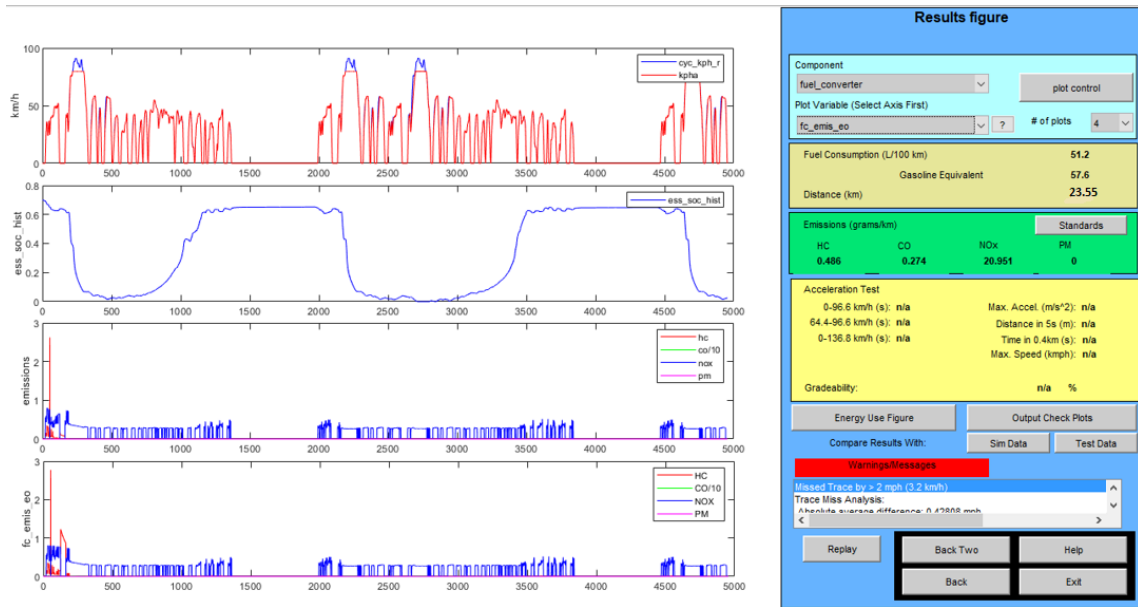 Results figure
100
50
0
km/h
cyc_kph_r
kpha
0 500 1000 1500 2000 2500 3000 3500 4000 4500 5000
0.8
0.6
0.4
0.2
0
ess_soc_hist
ess_soc_hist
0 500 1000 1500 2000 2500 3000 3500 4000 4500 5000
3
2
1
0
emissions
hc
co/10
nox
pm
0 500 1000 1500 2000 2500 3000 3500 4000 4500 5000
3
2
1
0
fc_emis_eo
HC
CO/10
NOX
PM
0 500 1000 1500 2000 2500 3000 3500 4000 4500 5000
Component
fuel_converter
plot control
Plot Variable (Select Axis First)
fc_emis_eo ? # of plots 4
Fuel Consumption (L/100 km) 51.2
Gasoline Equivalent 57.6
Distance (km) 23.55
Emissions (grams/km) Standards
HC CO NOx PM
0.486 0.274 20.951 0
Acceleration Test
0-96.6 km/h (s): n/a Max. Accel. (m/s^2): n/a
64.4-96.6 km/h (s): n/a Distance in 5s (m): n/a
0-136.8 km/h (s): n/a Time in 0.4km (s): n/a
Max. Speed (kmph): n/a
Gradeability: n/a %
Energy Use Figure Output Check Plots
Compare Results With: Sim Data Test Data
Warnings/Messages
Missed Trace by > 2 mph (3.2 km/h)
Trace Miss Analysis:
Absolute average difference: 0.42808 mph
Replay Back Two Help
Back Exit